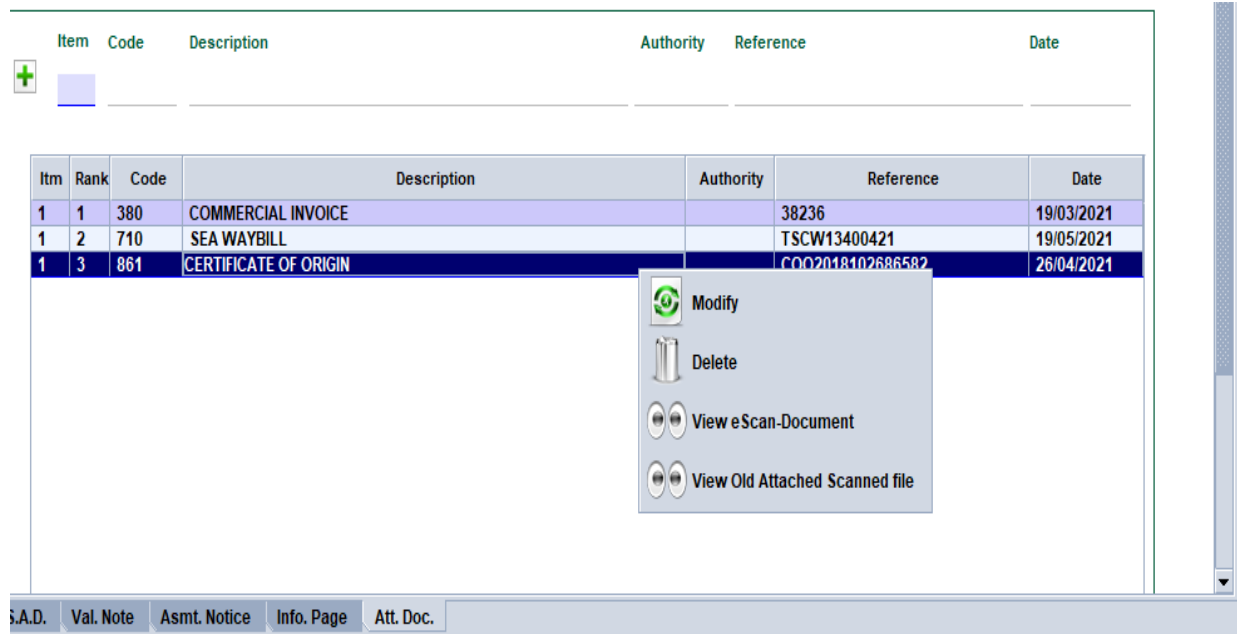 Item Code Description Authority Reference Date
Itm Rank Code Description Authority Reference Date
1 1 380 COMMERCIAL INVOICE 38236 19/03/2021
1 2 710 SEA WAYBILL TSCW13400421 19/05/2021
1 3 861 CERTIFICATE OF ORIGIN COO2018102686582 26/04/2021
Modify
Delete
View eScan-Document
View Old Attached Scanned file
S.A.D. Val. Note Asmt. Notice Info. Page Att. Doc.